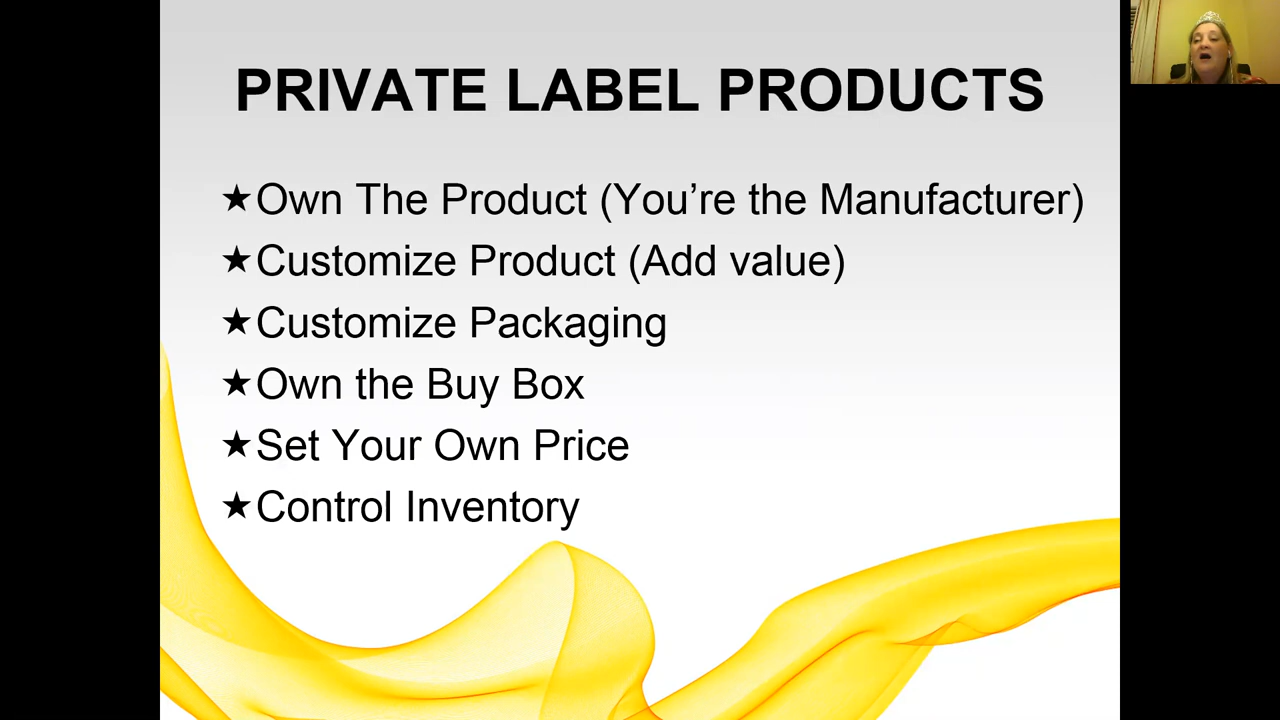 PRIVATE LABEL PRODUCTS
★Own The Product (You’re the Manufacturer)
★Customize Product (Add value)
★Customize Packaging
★Own the Buy Box
★Set Your Own Price
★Control Inventory